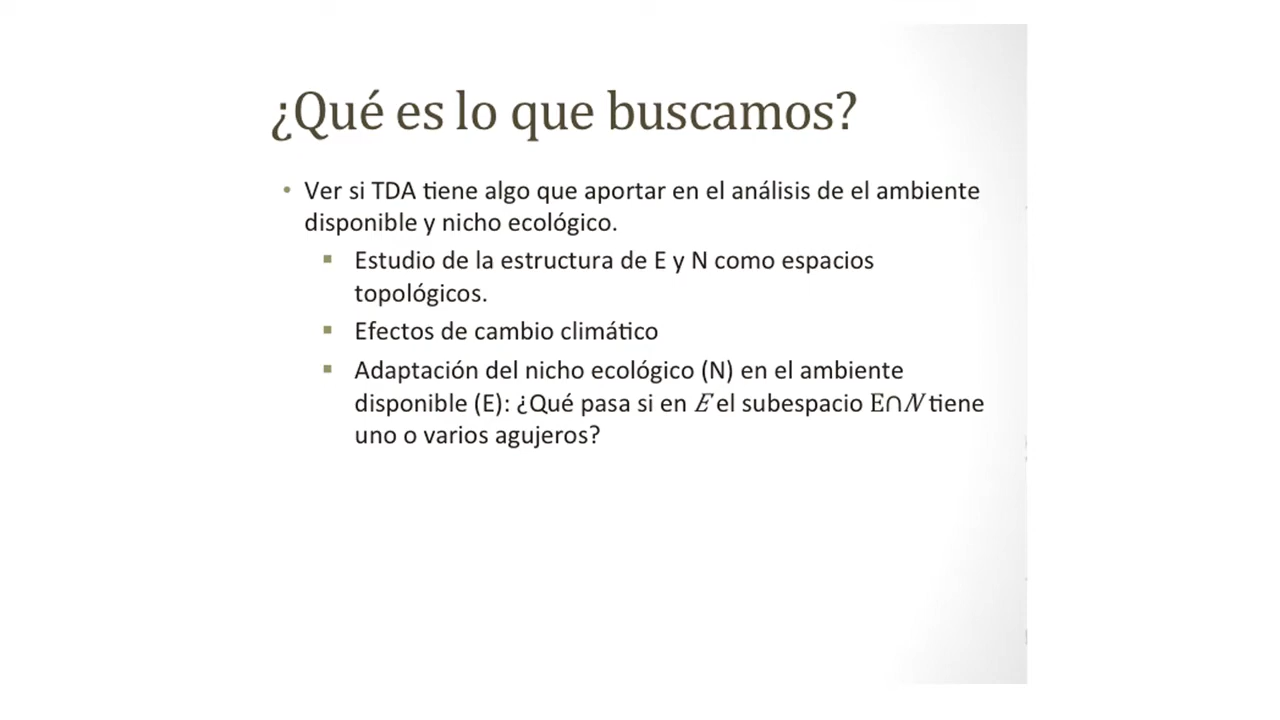 ¿Qué es lo que buscamos?
• Ver si TDA tiene algo que aportar en el análisis de el ambiente
disponible y nicho ecológico.
▪ Estudio de la estructura de E y N como espacios
topológicos.
▪ Efectos de cambio climático
▪ Adaptación del nicho ecológico (N) en el ambiente
disponible (E): ¿Qué pasa si en E el subespacio E∩N tiene
uno o varios agujeros?